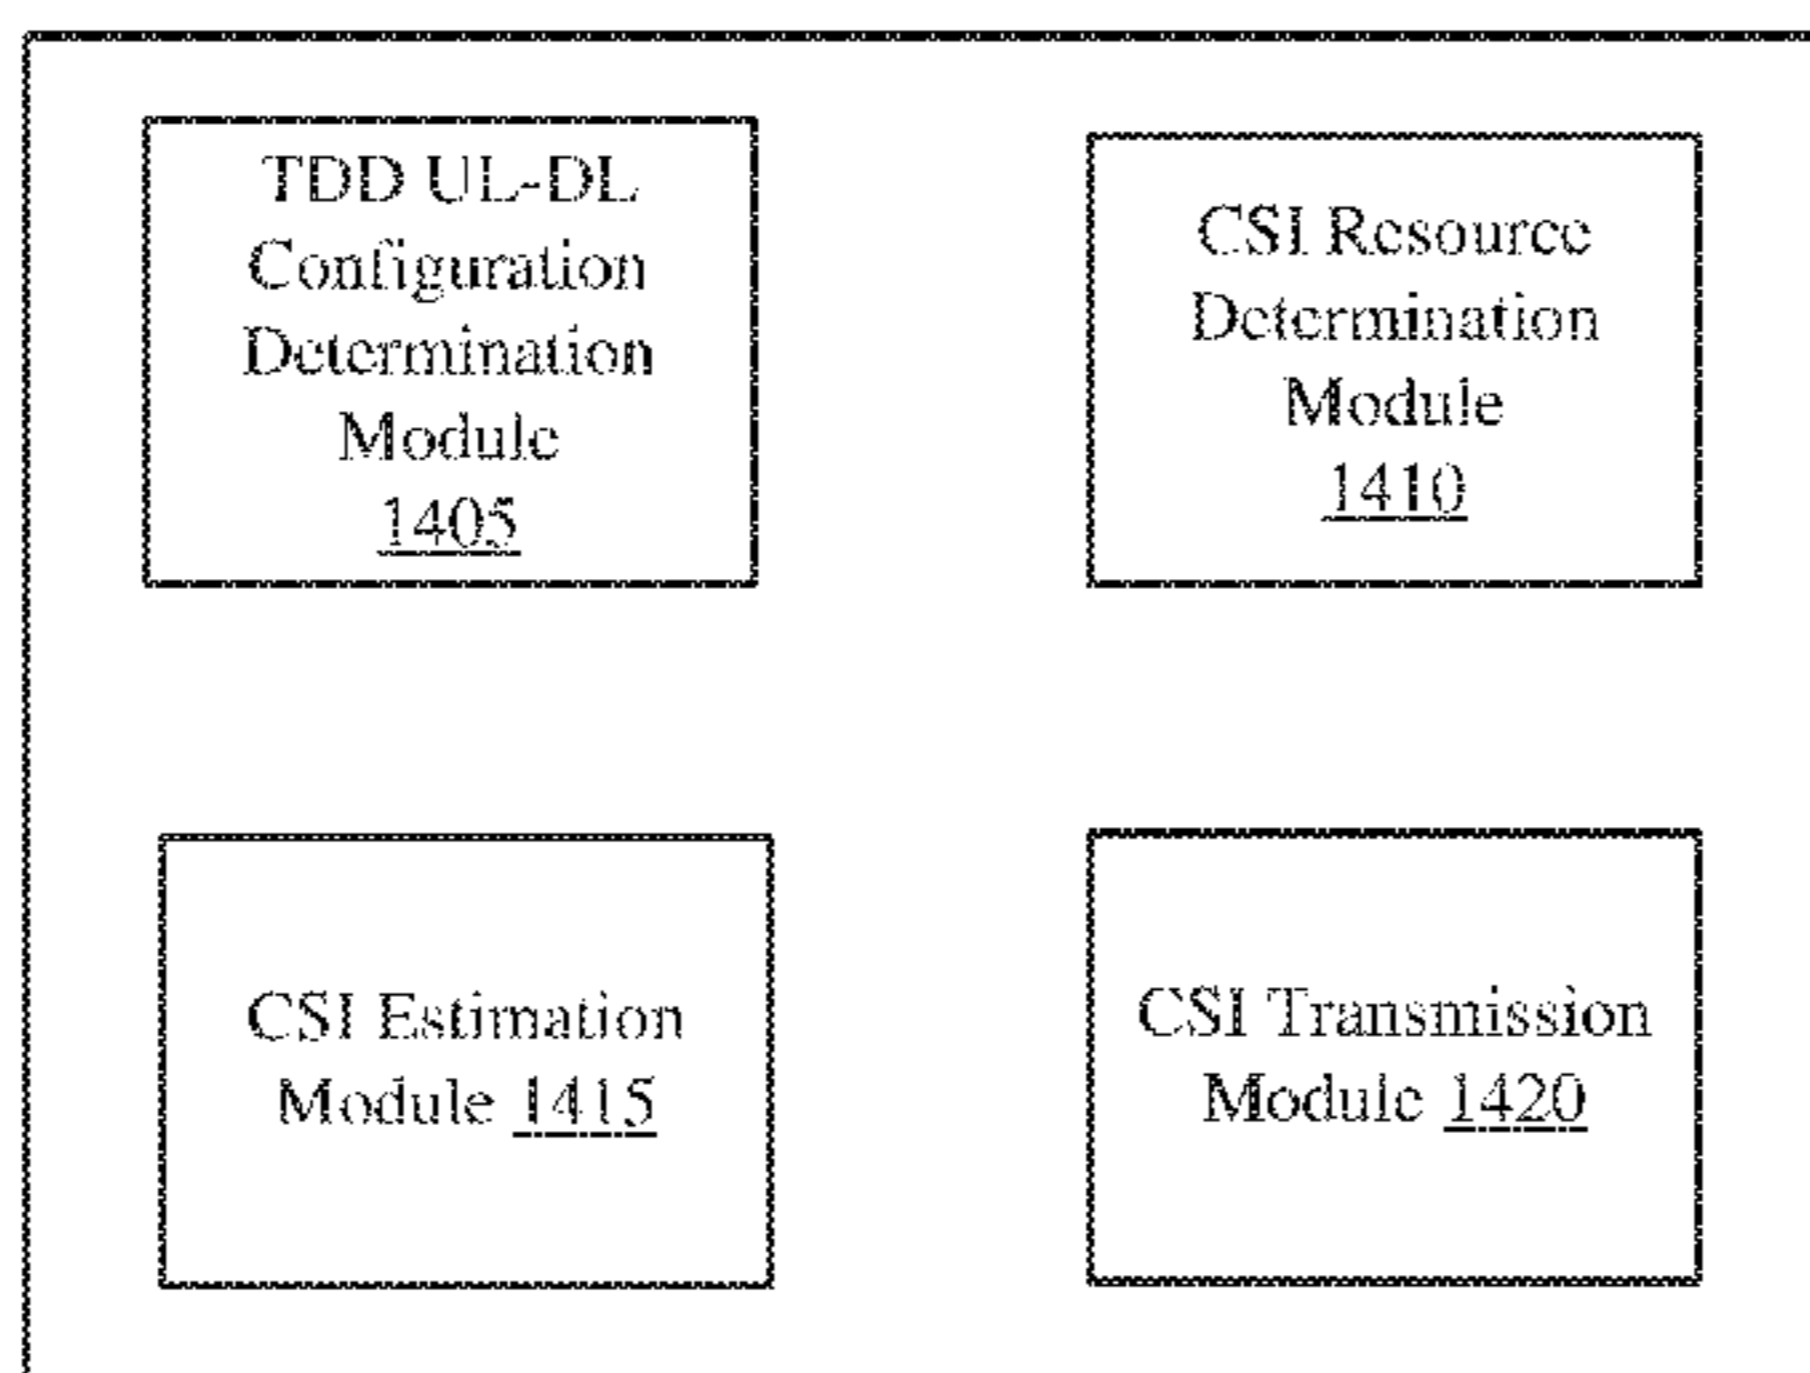 TDD UL-DL
Configuration
Determination
Module
1405
CSI Resource
Determination
Module
1410
CSI Estimation
Module 1415
CSI Transmission
Module 1420